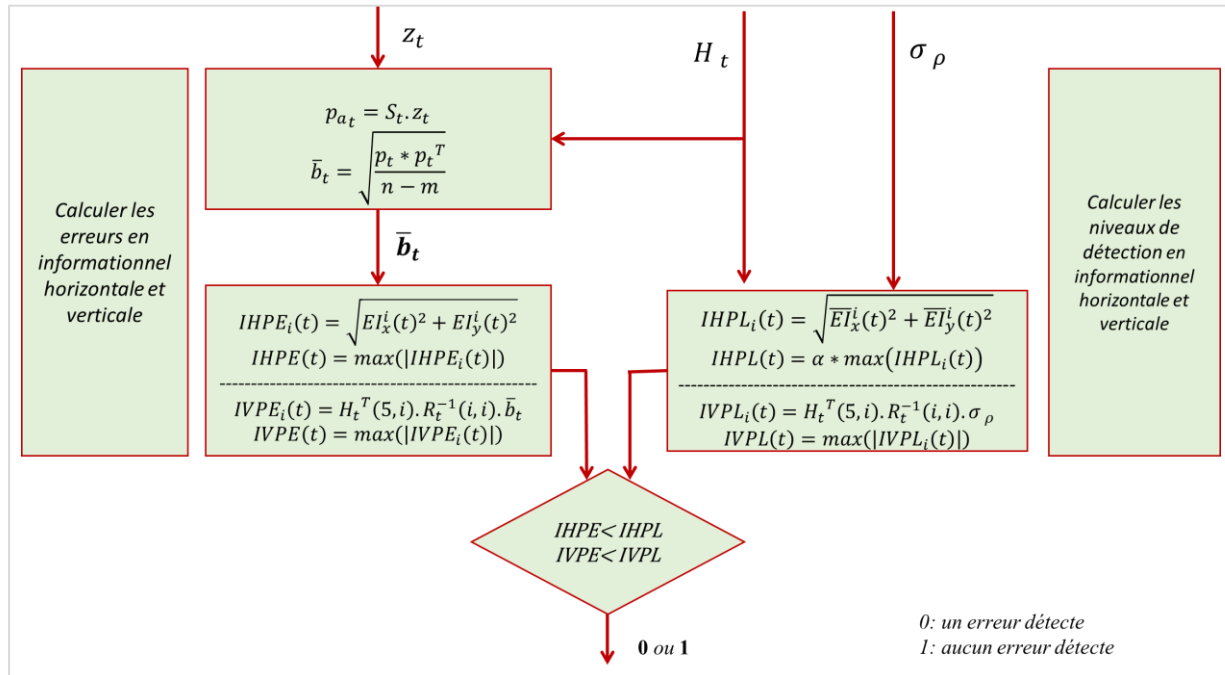 z_t
H_t
σ_ρ
Calculer les
erreurs en
informationnel
horizontale et
verticale
p_{a_t} = S_t.z_t
b̄_t = √((p_t * p_t^T)/(n − m))
b̄_t
IHPE_i(t) = √(EI_x^i(t)^2 + EI_y^i(t)^2)
IHPE(t) = max(|IHPE_i(t)|)
IVPE_i(t) = H_t^T(5, i).R_t^{-1}(i, i).b̄_t
IVPE(t) = max(|IVPE_i(t)|)
IHPL_i(t) = √(E̅I̅_x^i(t)^2 + E̅I̅_y^i(t)^2)
IHPL(t) = α * max(IHPL_i(t))
IVPL_i(t) = H_t^T(5, i).R_t^{-1}(i, i).σ_ρ
IVPL(t) = max(|IVPL_i(t)|)
Calculer les
niveaux de
détection en
informationnel
horizontale et
verticale
IHPE< IHPL
IVPE< IVPL
0 ou 1
0: un erreur détecte
1: aucun erreur détecte